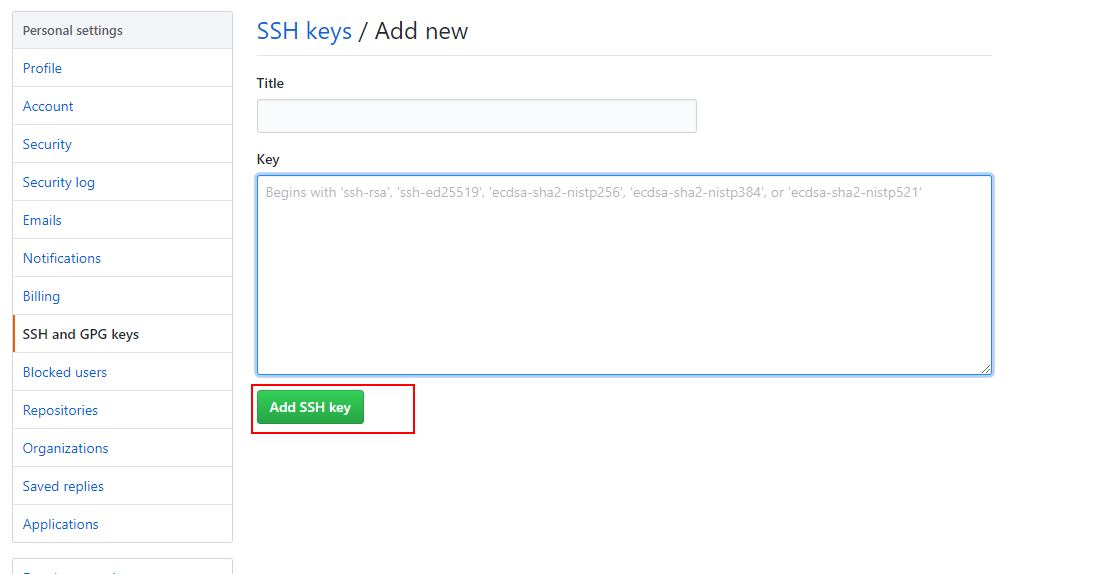 Personal settings
Profile
Account
Security
Security log
Emails
Notifications
Billing
SSH and GPG keys
Blocked users
Repositories
Organizations
Saved replies
Applications
SSH keys / Add new
Title
Key
Begins with 'ssh-rsa', 'ssh-ed25519', 'ecdsa-sha2-nistp256', 'ecdsa-sha2-nistp384', or 'ecdsa-sha2-nistp521'
Add SSH key